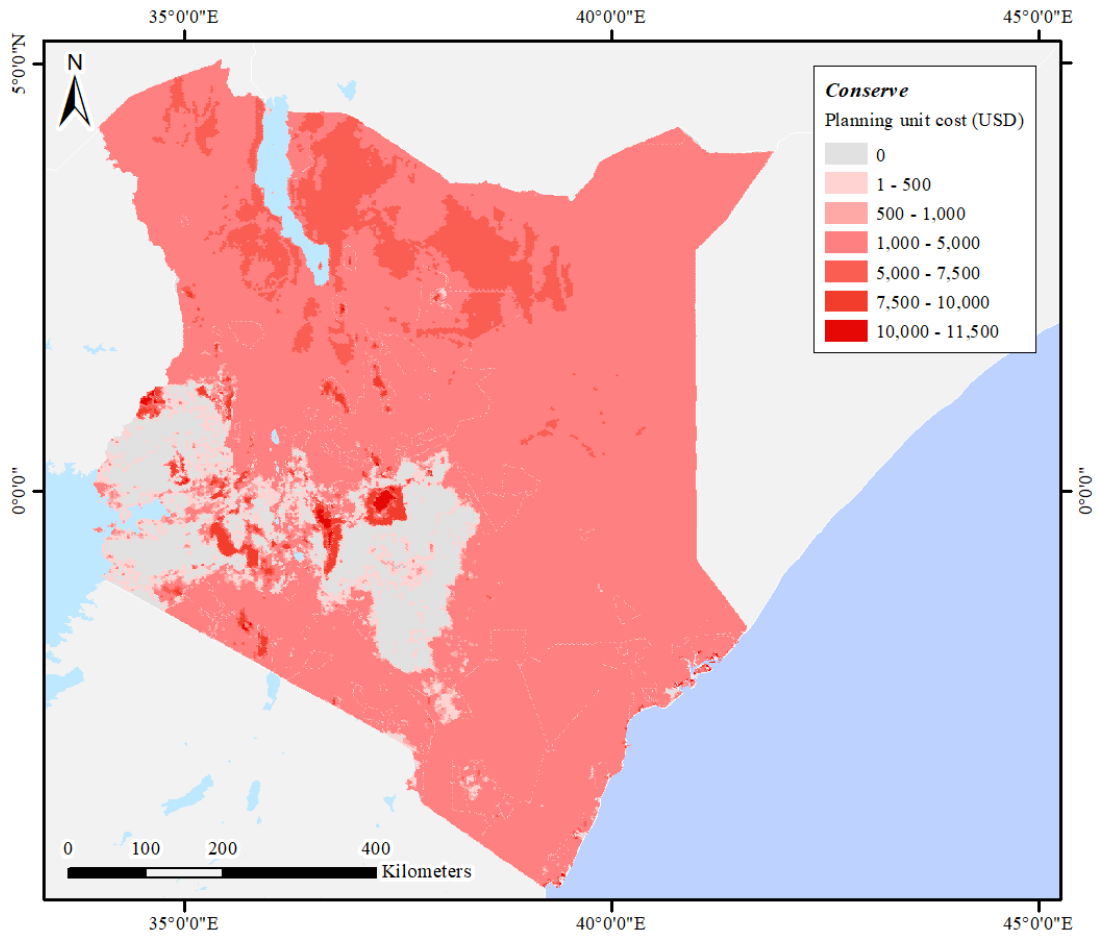 35°0'0"E 40°0'0"E 45°0'0"E
5°0'0"N
N
Conserve
Planning unit cost (USD)
0
1 - 500
500 - 1,000
1,000 - 5,000
5,000 - 7,500
7,500 - 10,000
10,000 - 11,500
0°0'0"
0°0'0"
0 100 200 400
Kilometers
35°0'0"E 40°0'0"E 45°0'0"E